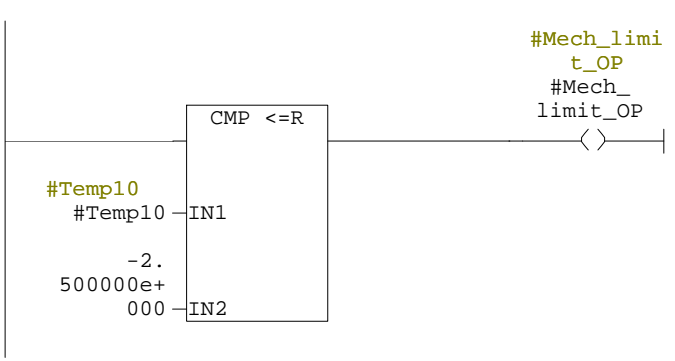 #Mech_limi
t_OP
#Mech_
limit_OP
CMP <=R
#Temp10
#Temp10
IN1
-2.
500000e+
000
IN2